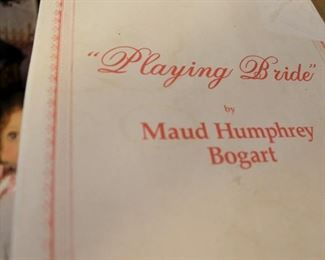 "Playing Bride"
by
Maud Humphrey
Bogart